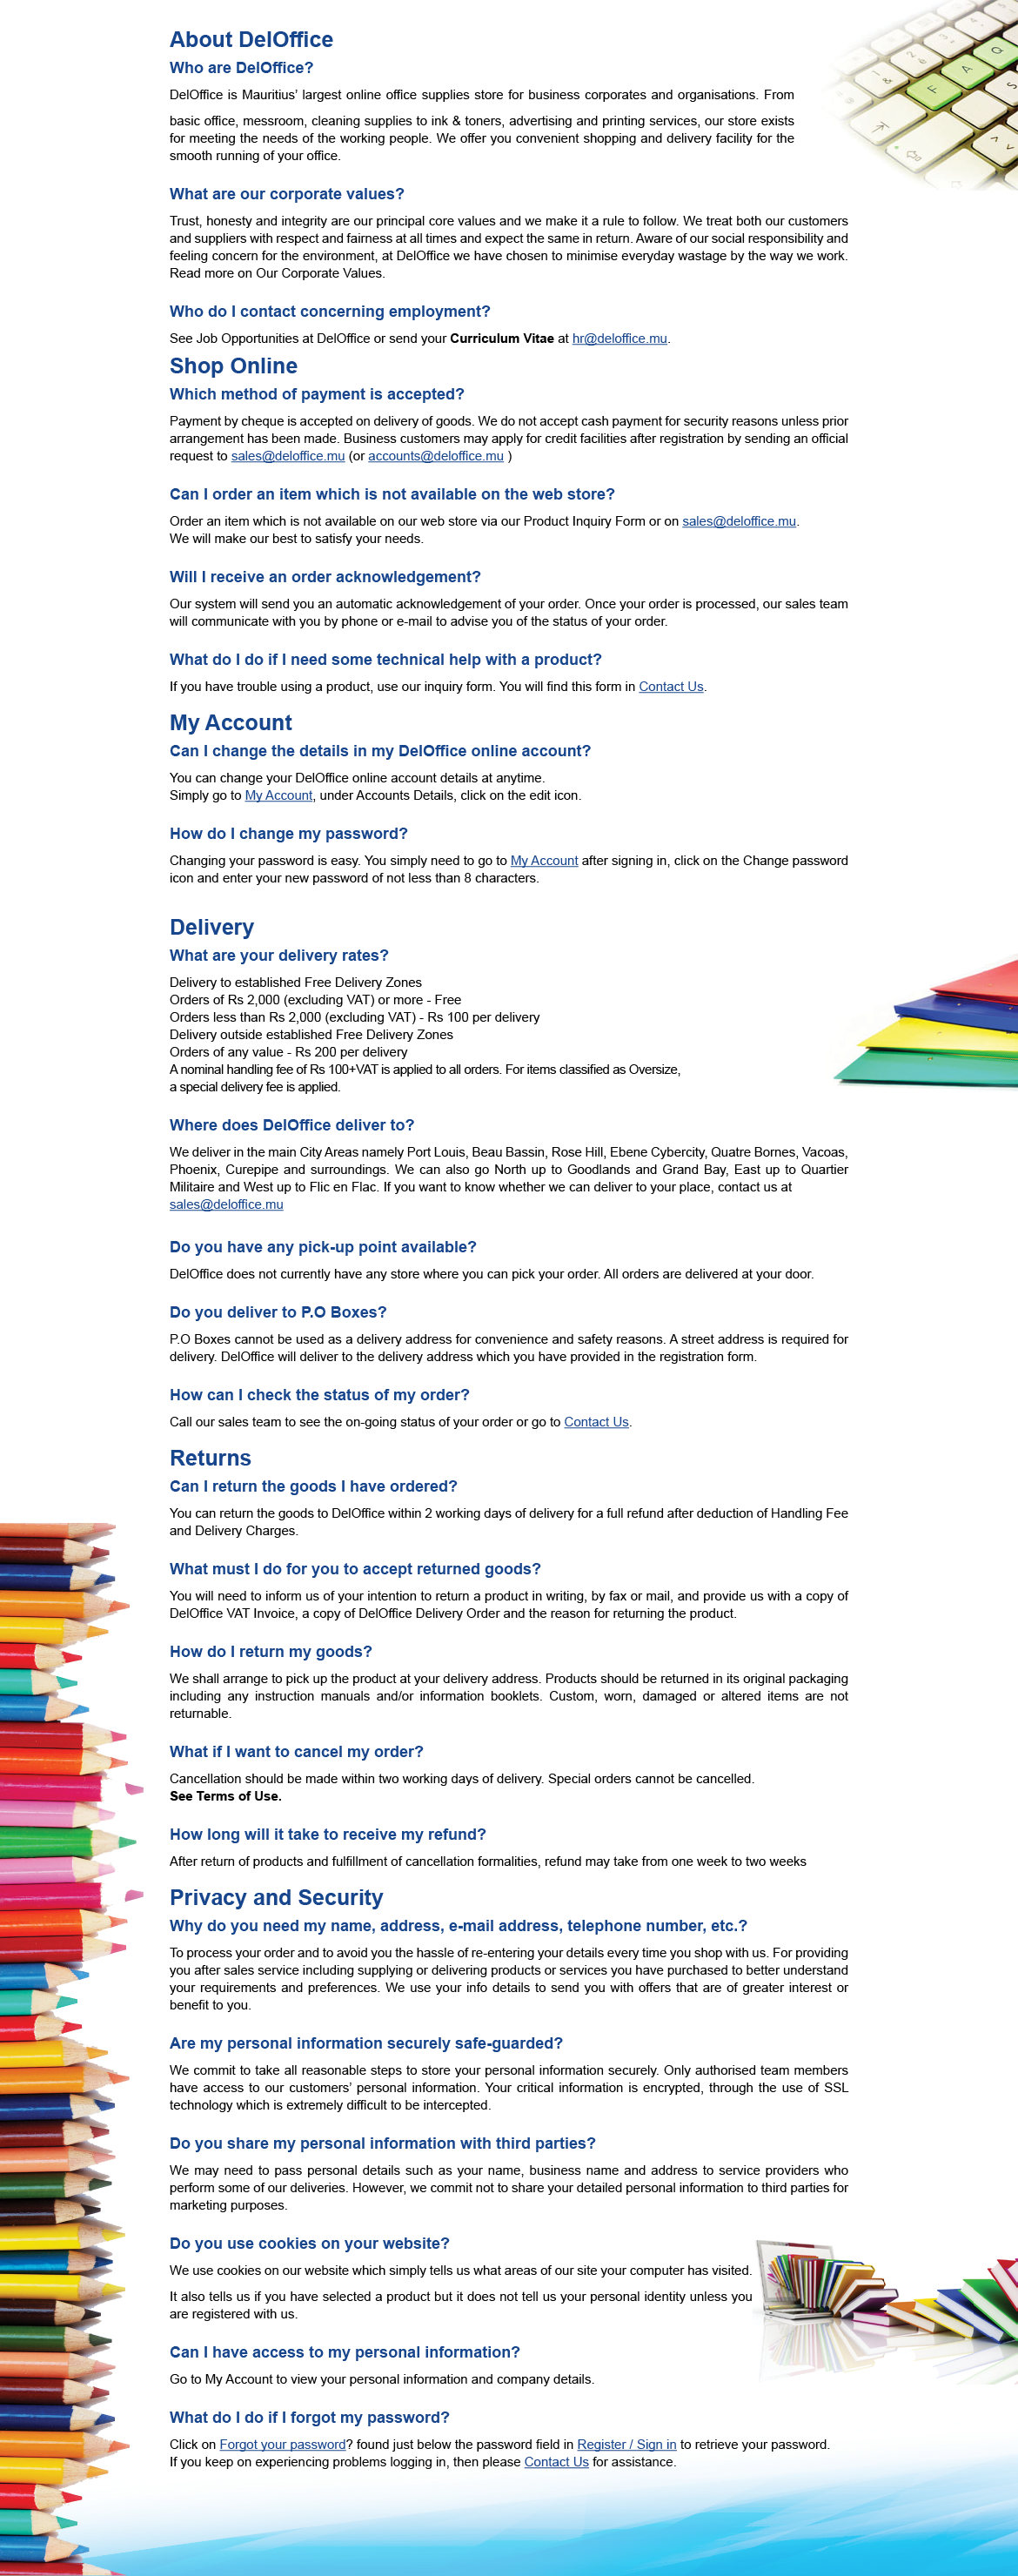 About DelOffice
Who are DelOffice?
DelOffice is Mauritius’ largest online office supplies store for business corporates and organisations. From
basic office, messroom, cleaning supplies to ink & toners, advertising and printing services, our store exists
for meeting the needs of the working people. We offer you convenient shopping and delivery facility for the
smooth running of your office.
What are our corporate values?
Trust, honesty and integrity are our principal core values and we make it a rule to follow. We treat both our customers
and suppliers with respect and fairness at all times and expect the same in return. Aware of our social responsibility and
feeling concern for the environment, at DelOffice we have chosen to minimise everyday wastage by the way we work.
Read more on Our Corporate Values.
Who do I contact concerning employment?
See Job Opportunities at DelOffice or send your Curriculum Vitae at hr@deloffice.mu.
Shop Online
Which method of payment is accepted?
Payment by cheque is accepted on delivery of goods. We do not accept cash payment for security reasons unless prior
arrangement has been made. Business customers may apply for credit facilities after registration by sending an official
request to sales@deloffice.mu (or accounts@deloffice.mu )
Can I order an item which is not available on the web store?
Order an item which is not available on our web store via our Product Inquiry Form or on sales@deloffice.mu.
We will make our best to satisfy your needs.
Will I receive an order acknowledgement?
Our system will send you an automatic acknowledgement of your order. Once your order is processed, our sales team
will communicate with you by phone or e-mail to advise you of the status of your order.
What do I do if I need some technical help with a product?
If you have trouble using a product, use our inquiry form. You will find this form in Contact Us.
My Account
Can I change the details in my DelOffice online account?
You can change your DelOffice online account details at anytime.
Simply go to My Account, under Accounts Details, click on the edit icon.
How do I change my password?
Changing your password is easy. You simply need to go to My Account after signing in, click on the Change password
icon and enter your new password of not less than 8 characters.
Delivery
What are your delivery rates?
Delivery to established Free Delivery Zones
Orders of Rs 2,000 (excluding VAT) or more - Free
Orders less than Rs 2,000 (excluding VAT) - Rs 100 per delivery
Delivery outside established Free Delivery Zones
Orders of any value - Rs 200 per delivery
A nominal handling fee of Rs 100+VAT is applied to all orders. For items classified as Oversize,
a special delivery fee is applied.
Where does DelOffice deliver to?
We deliver in the main City Areas namely Port Louis, Beau Bassin, Rose Hill, Ebene Cybercity, Quatre Bornes, Vacoas,
Phoenix, Curepipe and surroundings. We can also go North up to Goodlands and Grand Bay, East up to Quartier
Militaire and West up to Flic en Flac. If you want to know whether we can deliver to your place, contact us at
sales@deloffice.mu
Do you have any pick-up point available?
DelOffice does not currently have any store where you can pick your order. All orders are delivered at your door.
Do you deliver to P.O Boxes?
P.O Boxes cannot be used as a delivery address for convenience and safety reasons. A street address is required for
delivery. DelOffice will deliver to the delivery address which you have provided in the registration form.
How can I check the status of my order?
Call our sales team to see the on-going status of your order or go to Contact Us.
Returns
Can I return the goods I have ordered?
You can return the goods to DelOffice within 2 working days of delivery for a full refund after deduction of Handling Fee
and Delivery Charges.
What must I do for you to accept returned goods?
You will need to inform us of your intention to return a product in writing, by fax or mail, and provide us with a copy of
DelOffice VAT Invoice, a copy of DelOffice Delivery Order and the reason for returning the product.
How do I return my goods?
We shall arrange to pick up the product at your delivery address. Products should be returned in its original packaging
including any instruction manuals and/or information booklets. Custom, worn, damaged or altered items are not
returnable.
What if I want to cancel my order?
Cancellation should be made within two working days of delivery. Special orders cannot be cancelled.
See Terms of Use.
How long will it take to receive my refund?
After return of products and fulfillment of cancellation formalities, refund may take from one week to two weeks
Privacy and Security
Why do you need my name, address, e-mail address, telephone number, etc.?
To process your order and to avoid you the hassle of re-entering your details every time you shop with us. For providing
you after sales service including supplying or delivering products or services you have purchased to better understand
your requirements and preferences. We use your info details to send you with offers that are of greater interest or
benefit to you.
Are my personal information securely safe-guarded?
We commit to take all reasonable steps to store your personal information securely. Only authorised team members
have access to our customers’ personal information. Your critical information is encrypted, through the use of SSL
technology which is extremely difficult to be intercepted.
Do you share my personal information with third parties?
We may need to pass personal details such as your name, business name and address to service providers who
perform some of our deliveries. However, we commit not to share your detailed personal information to third parties for
marketing purposes.
Do you use cookies on your website?
We use cookies on our website which simply tells us what areas of our site your computer has visited.
It also tells us if you have selected a product but it does not tell us your personal identity unless you
are registered with us.
Can I have access to my personal information?
Go to My Account to view your personal information and company details.
What do I do if I forgot my password?
Click on Forgot your password? found just below the password field in Register / Sign in to retrieve your password.
If you keep on experiencing problems logging in, then please Contact Us for assistance.